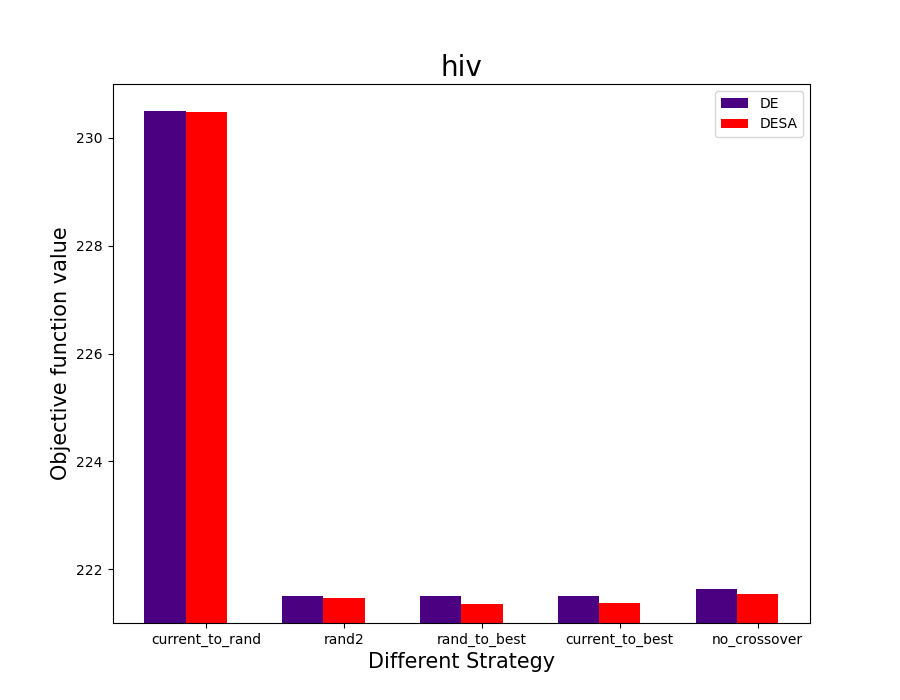 hiv
DE
DESA
230
228
226
224
222
Objective function value
current_to_rand
rand2
rand_to_best
current_to_best
no_crossover
Different Strategy